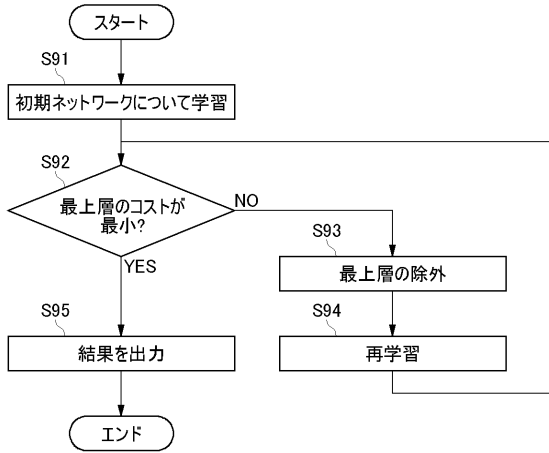 スタート
S91
初期ネットワークについて学習
S92
最上層のコストが
最小?
NO
YES
S93
最上層の除外
S94
再学習
S95
結果を出力
エンド